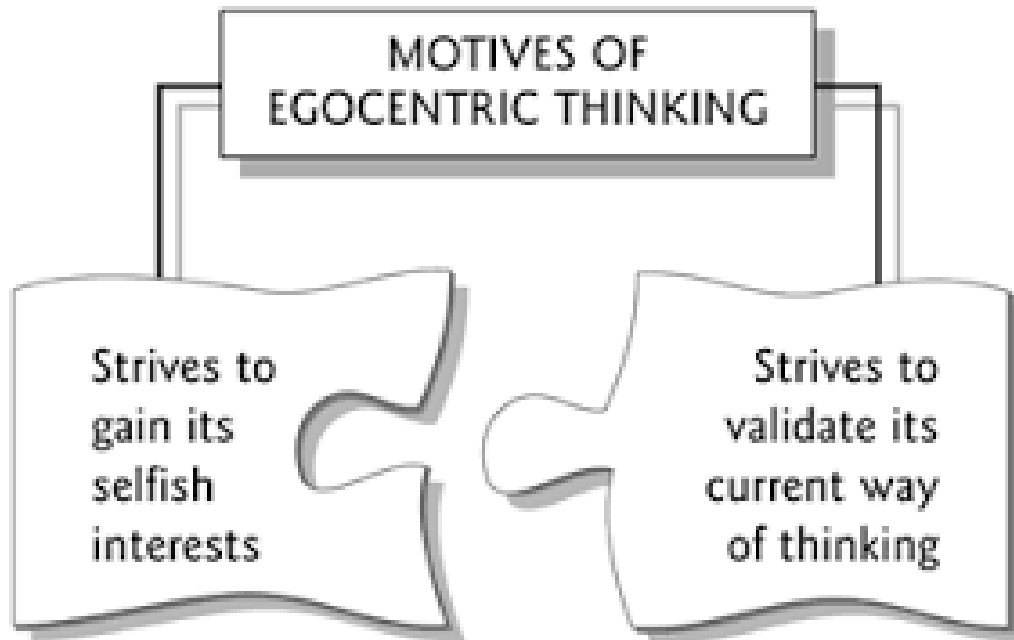 MOTIVES OF
EGOCENTRIC THINKING
Strives to
gain its
selfish
interests
Strives to
validate its
current way
of thinking